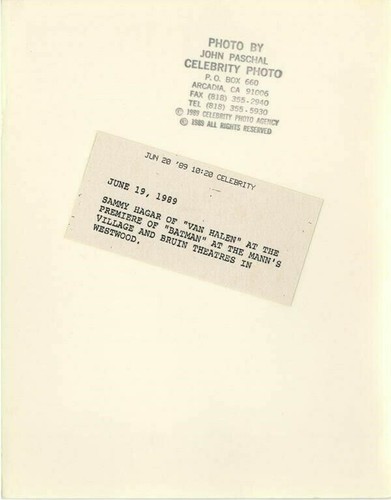 PHOTO BY
JOHN PASCHAL
CELEBRITY PHOTO
P. O. BOX 660
ARCADIA, CA 91006
FAX (818) 355-2940
TEL (818) 355-5930
© 1989 CELEBRITY PHOTO AGENCY
© 1989 ALL RIGHTS RESERVED
JUN 20 '89 10:20 CELEBRITY
JUNE 19, 1989
SAMMY HAGAR OF "VAN HALEN" AT THE
PREMIERE OF "BATMAN" AT THE MANN'S
VILLAGE AND BRUIN THEATRES IN
WESTWOOD.